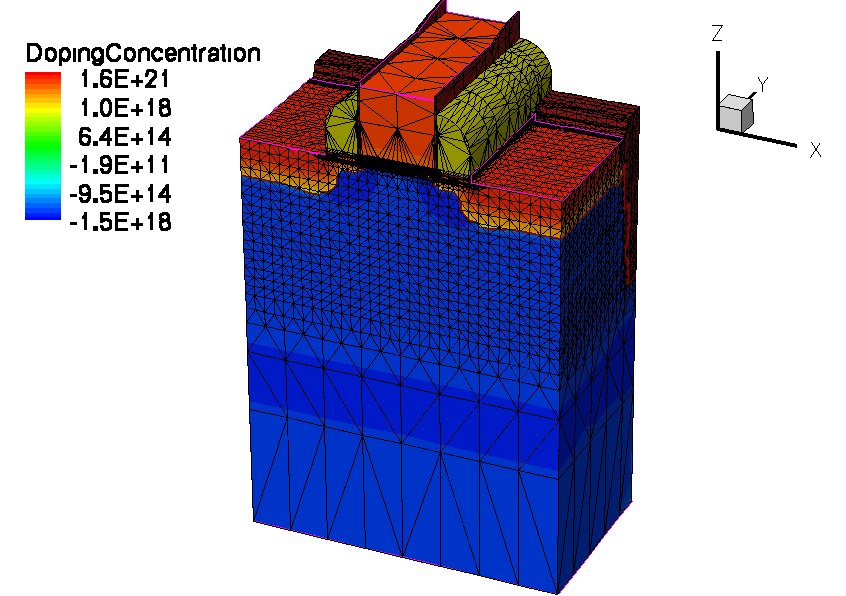 DopingConcentration
1.6E+21
1.0E+18
6.4E+14
-1.9E+11
-9.5E+14
-1.5E+18
Z
Y
X